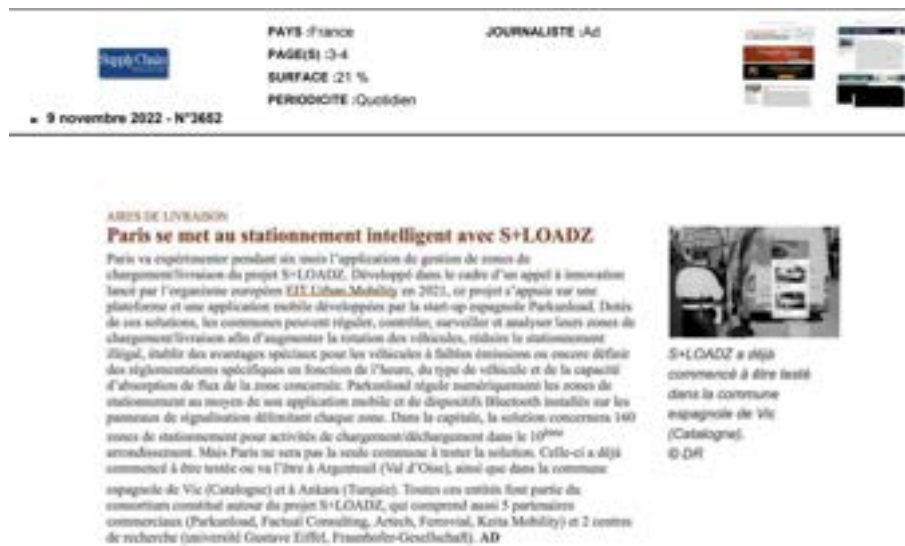 Supply Chain
PAYS :France
PAGE(S) :3-4
SURFACE :21 %
PERIODICITE :Quotidien
JOURNALISTE :Ad
9 novembre 2022 - N°3652
AIRES DE LIVRAISON
Paris se met au stationnement intelligent avec S+LOADZ
Paris va expérimenter pendant six mois l'application de gestion de zones de
chargement/livraison du projet S+LOADZ. Développé dans le cadre d'un appel à innovation
lancé par l'organisme européen EIT Urban Mobility en 2021, ce projet s'appuie sur une
plateforme et une application mobile développées par la start-up espagnole Parkunload. Dotés
de ces solutions, les communes peuvent réguler, contrôler, surveiller et analyser leurs zones de
chargement/livraison afin d'augmenter la rotation des véhicules, réduire le stationnement
illégal, établir des avantages spéciaux pour les véhicules à faibles émissions ou encore définir
des réglementations spécifiques en fonction de l'heure, du type de véhicule et de la capacité
d'absorption de flux de la zone concernée. Parkunload régule numériquement les zones de
stationnement au moyen de son application mobile et de dispositifs Bluetooth installés sur les
panneaux de signalisation délimitant chaque zone. Dans la capitale, la solution concernera 160
zones de stationnement pour activités de chargement/déchargement dans le 10ème
arrondissement. Mais Paris ne sera pas la seule commune à tester la solution. Celle-ci a déjà
commencé à être testée ou va l'être à Argenteuil (Val d'Oise), ainsi que dans la commune
espagnole de Vic (Catalogne) et à Ankara (Turquie). Toutes ces entités font partie du
consortium constitué autour du projet S+LOADZ, qui comprend aussi 5 partenaires
commerciaux (Parkunload, Factual Consulting, Artech, Ferrovial, Keita Mobility) et 2 centres
de recherche (université Gustave Eiffel, Fraunhofer-Gesellschaft). AD
S+LOADZ a déjà
commencé à être testé
dans la commune
espagnole de Vic
(Catalogne).
© DR